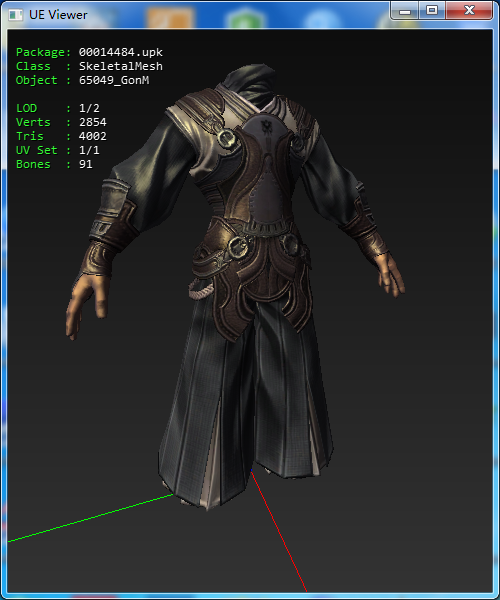 UE Viewer
Package: 00014484.upk
Class : SkeletalMesh
Object : 65049_GonM
LOD : 1/2
Verts : 2854
Tris : 4002
UV Set : 1/1
Bones : 91